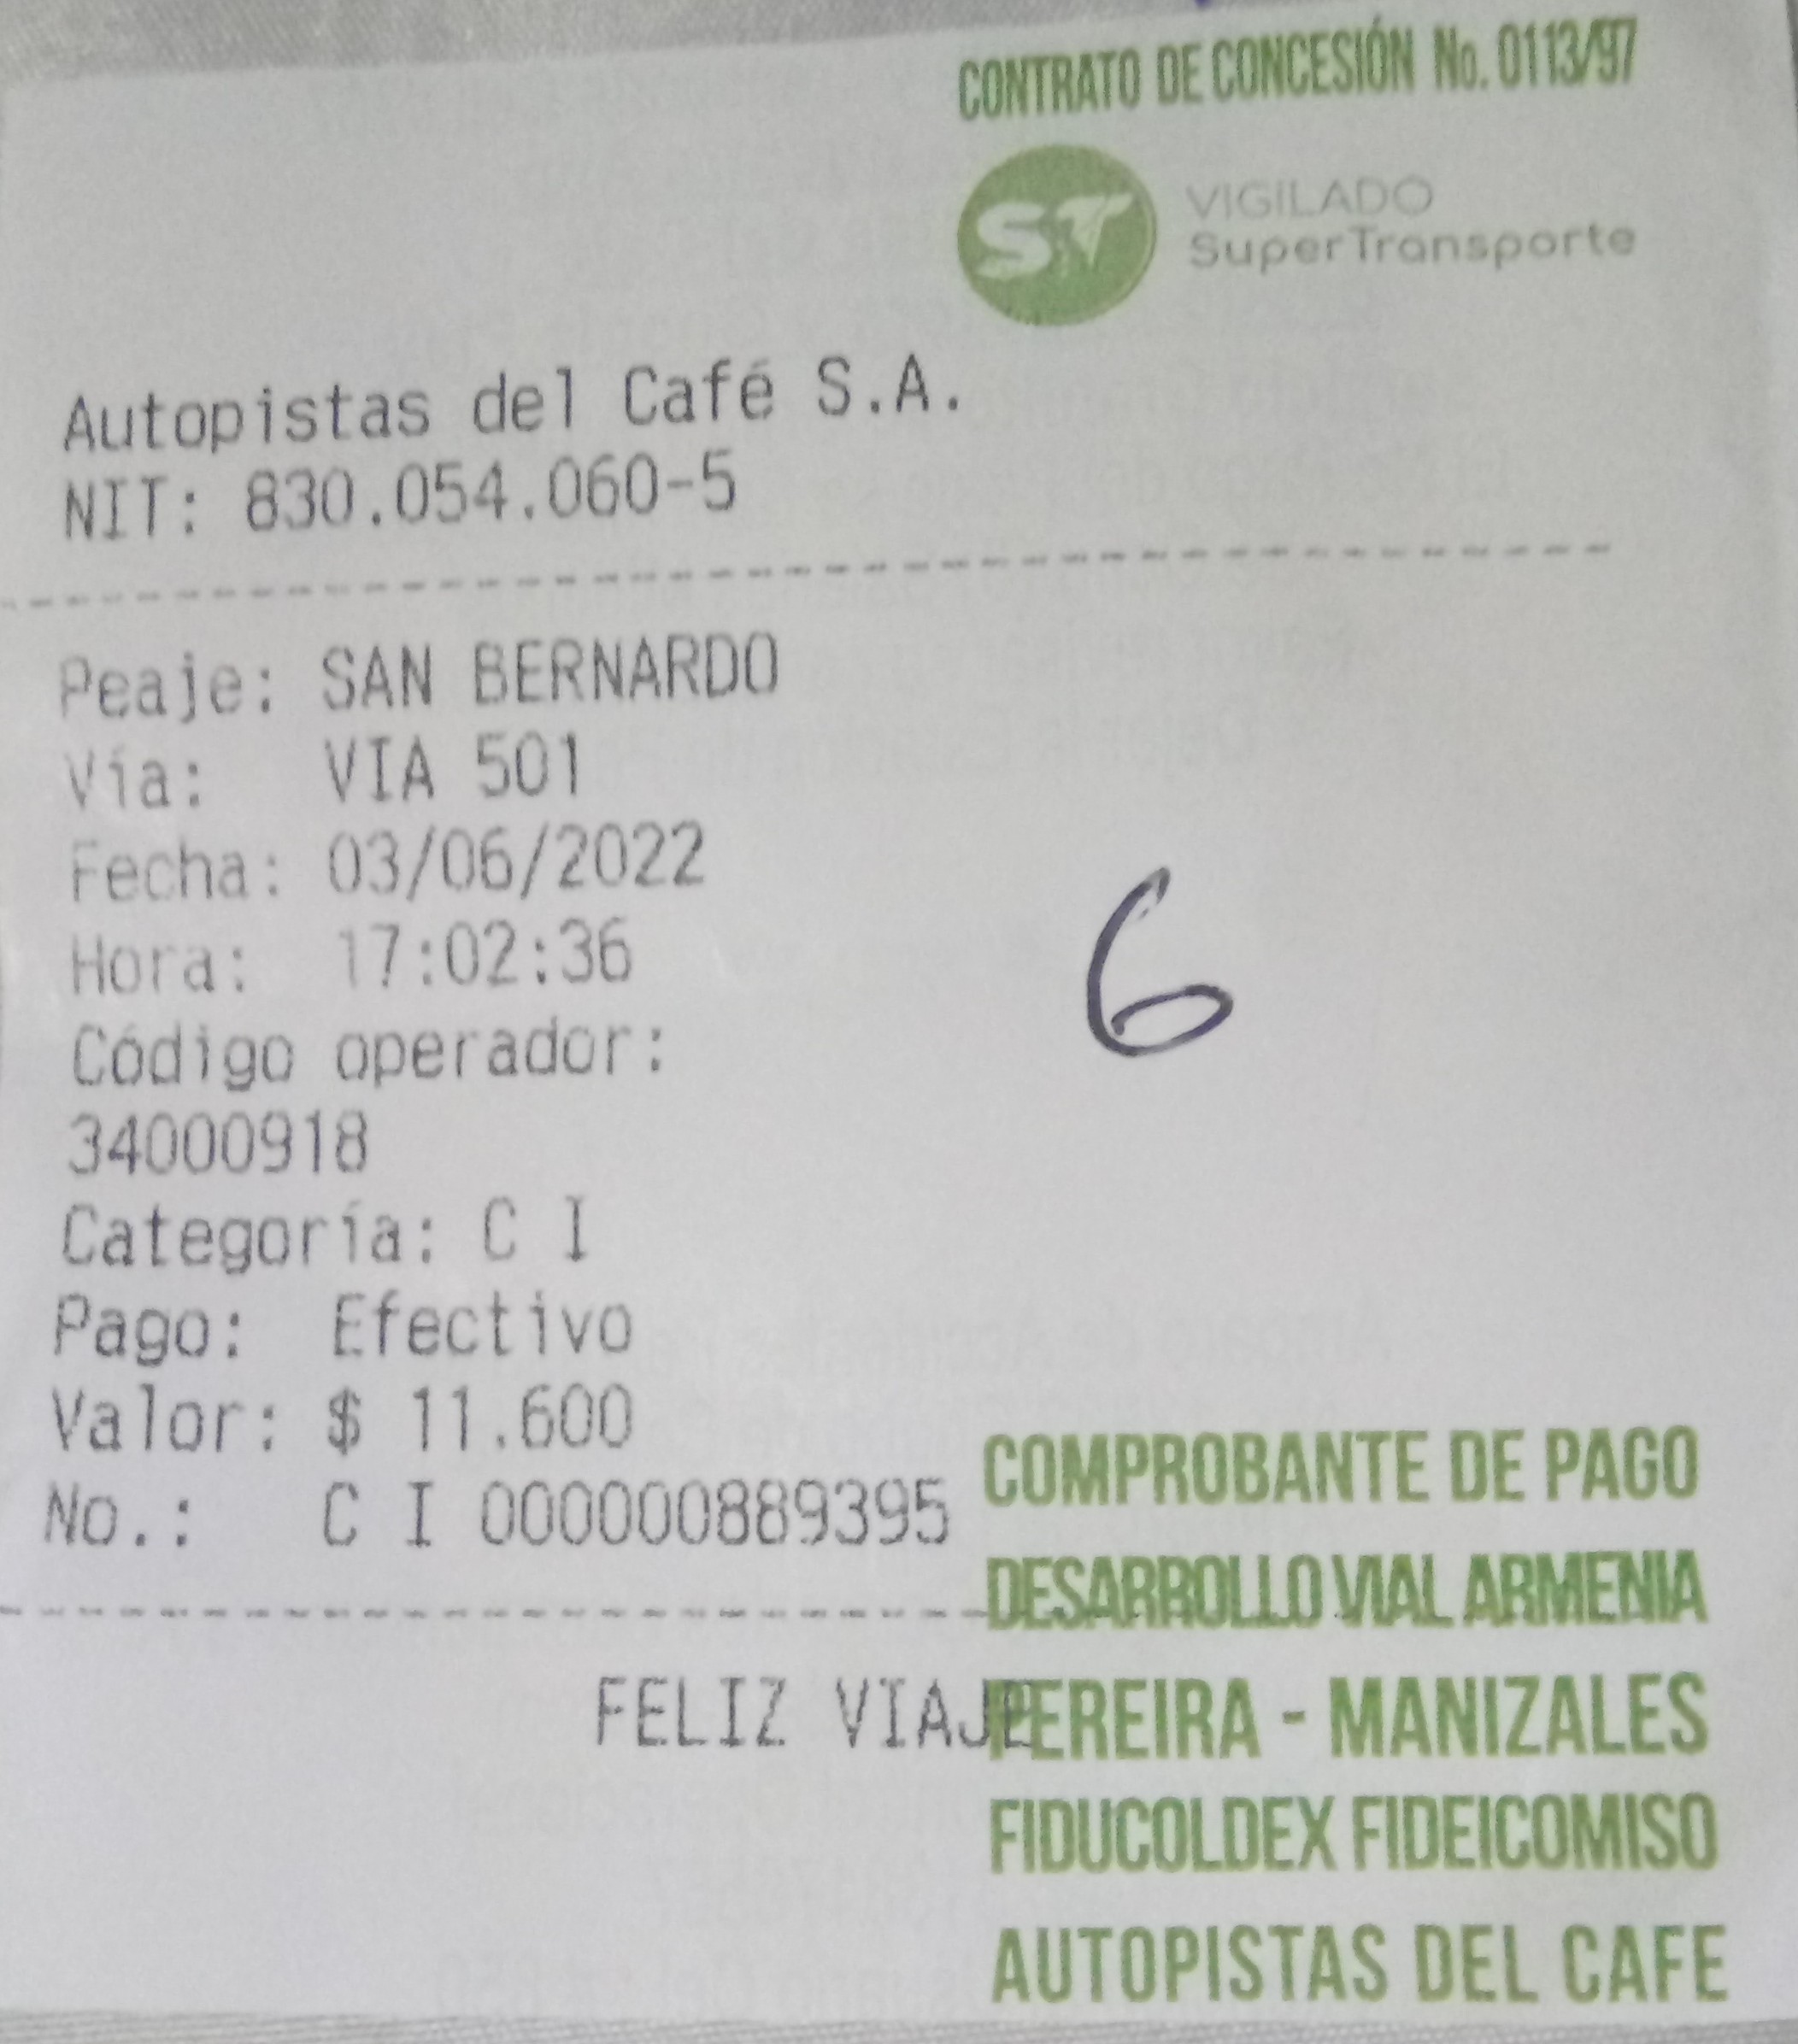 CONTRATO DE CONCESIÓN No. 0113/97
ST
VIGILADO
SuperTransporte
Autopistas del Café S.A.
NIT: 830.054.060-5
Peaje: SAN BERNARDO
Vía: VIA 501
Fecha: 03/06/2022
Hora: 17:02:36
6
Código operador:
34000918
Categoría: C I
Pago: Efectivo
Valor: $ 11.600
No.: C I 000000889395
COMPROBANTE DE PAGO
DESARROLLO VIAL ARMENIA
FELIZ VIAJE
PEREIRA - MANIZALES
FIDUCOLDEX FIDEICOMISO
AUTOPISTAS DEL CAFE